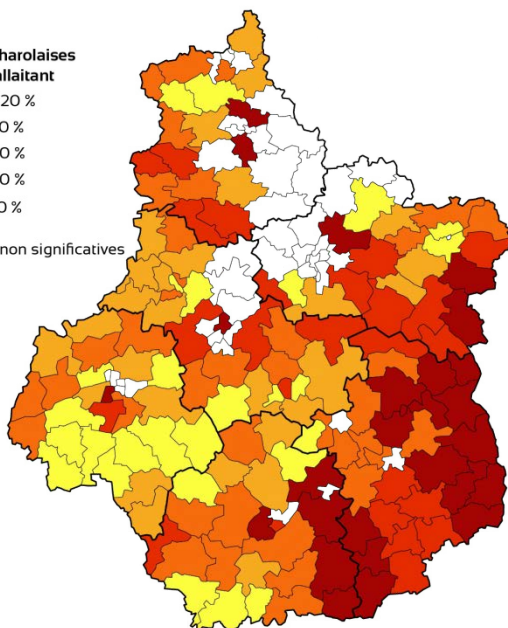 harolaises
allaitant
20 %
0 %
0 %
0 %
0 %
non significatives